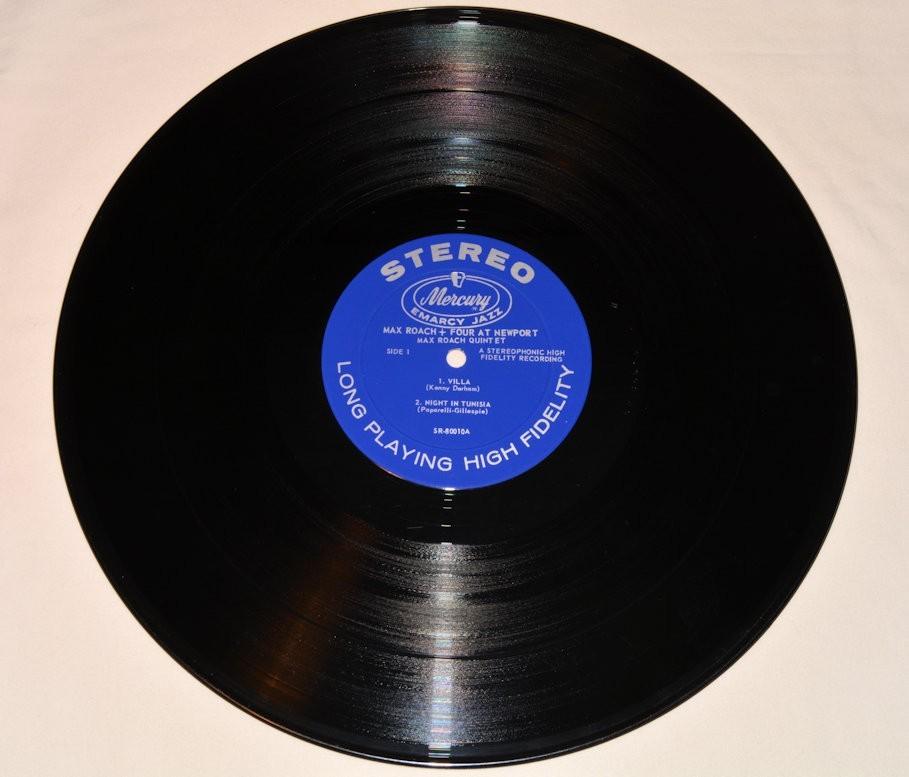 STEREO
Mercury
EMARCY JAZZ
MAX ROACH + FOUR AT NEWPORT
MAX ROACH QUINTET
SIDE 1
A STEREOPHONIC HIGH
FIDELITY RECORDING
1. VILLA
(Kenny Dorham)
2. NIGHT IN TUNISIA
(Paparelli-Gillespie)
SR-80010A
LONG PLAYING HIGH FIDELITY